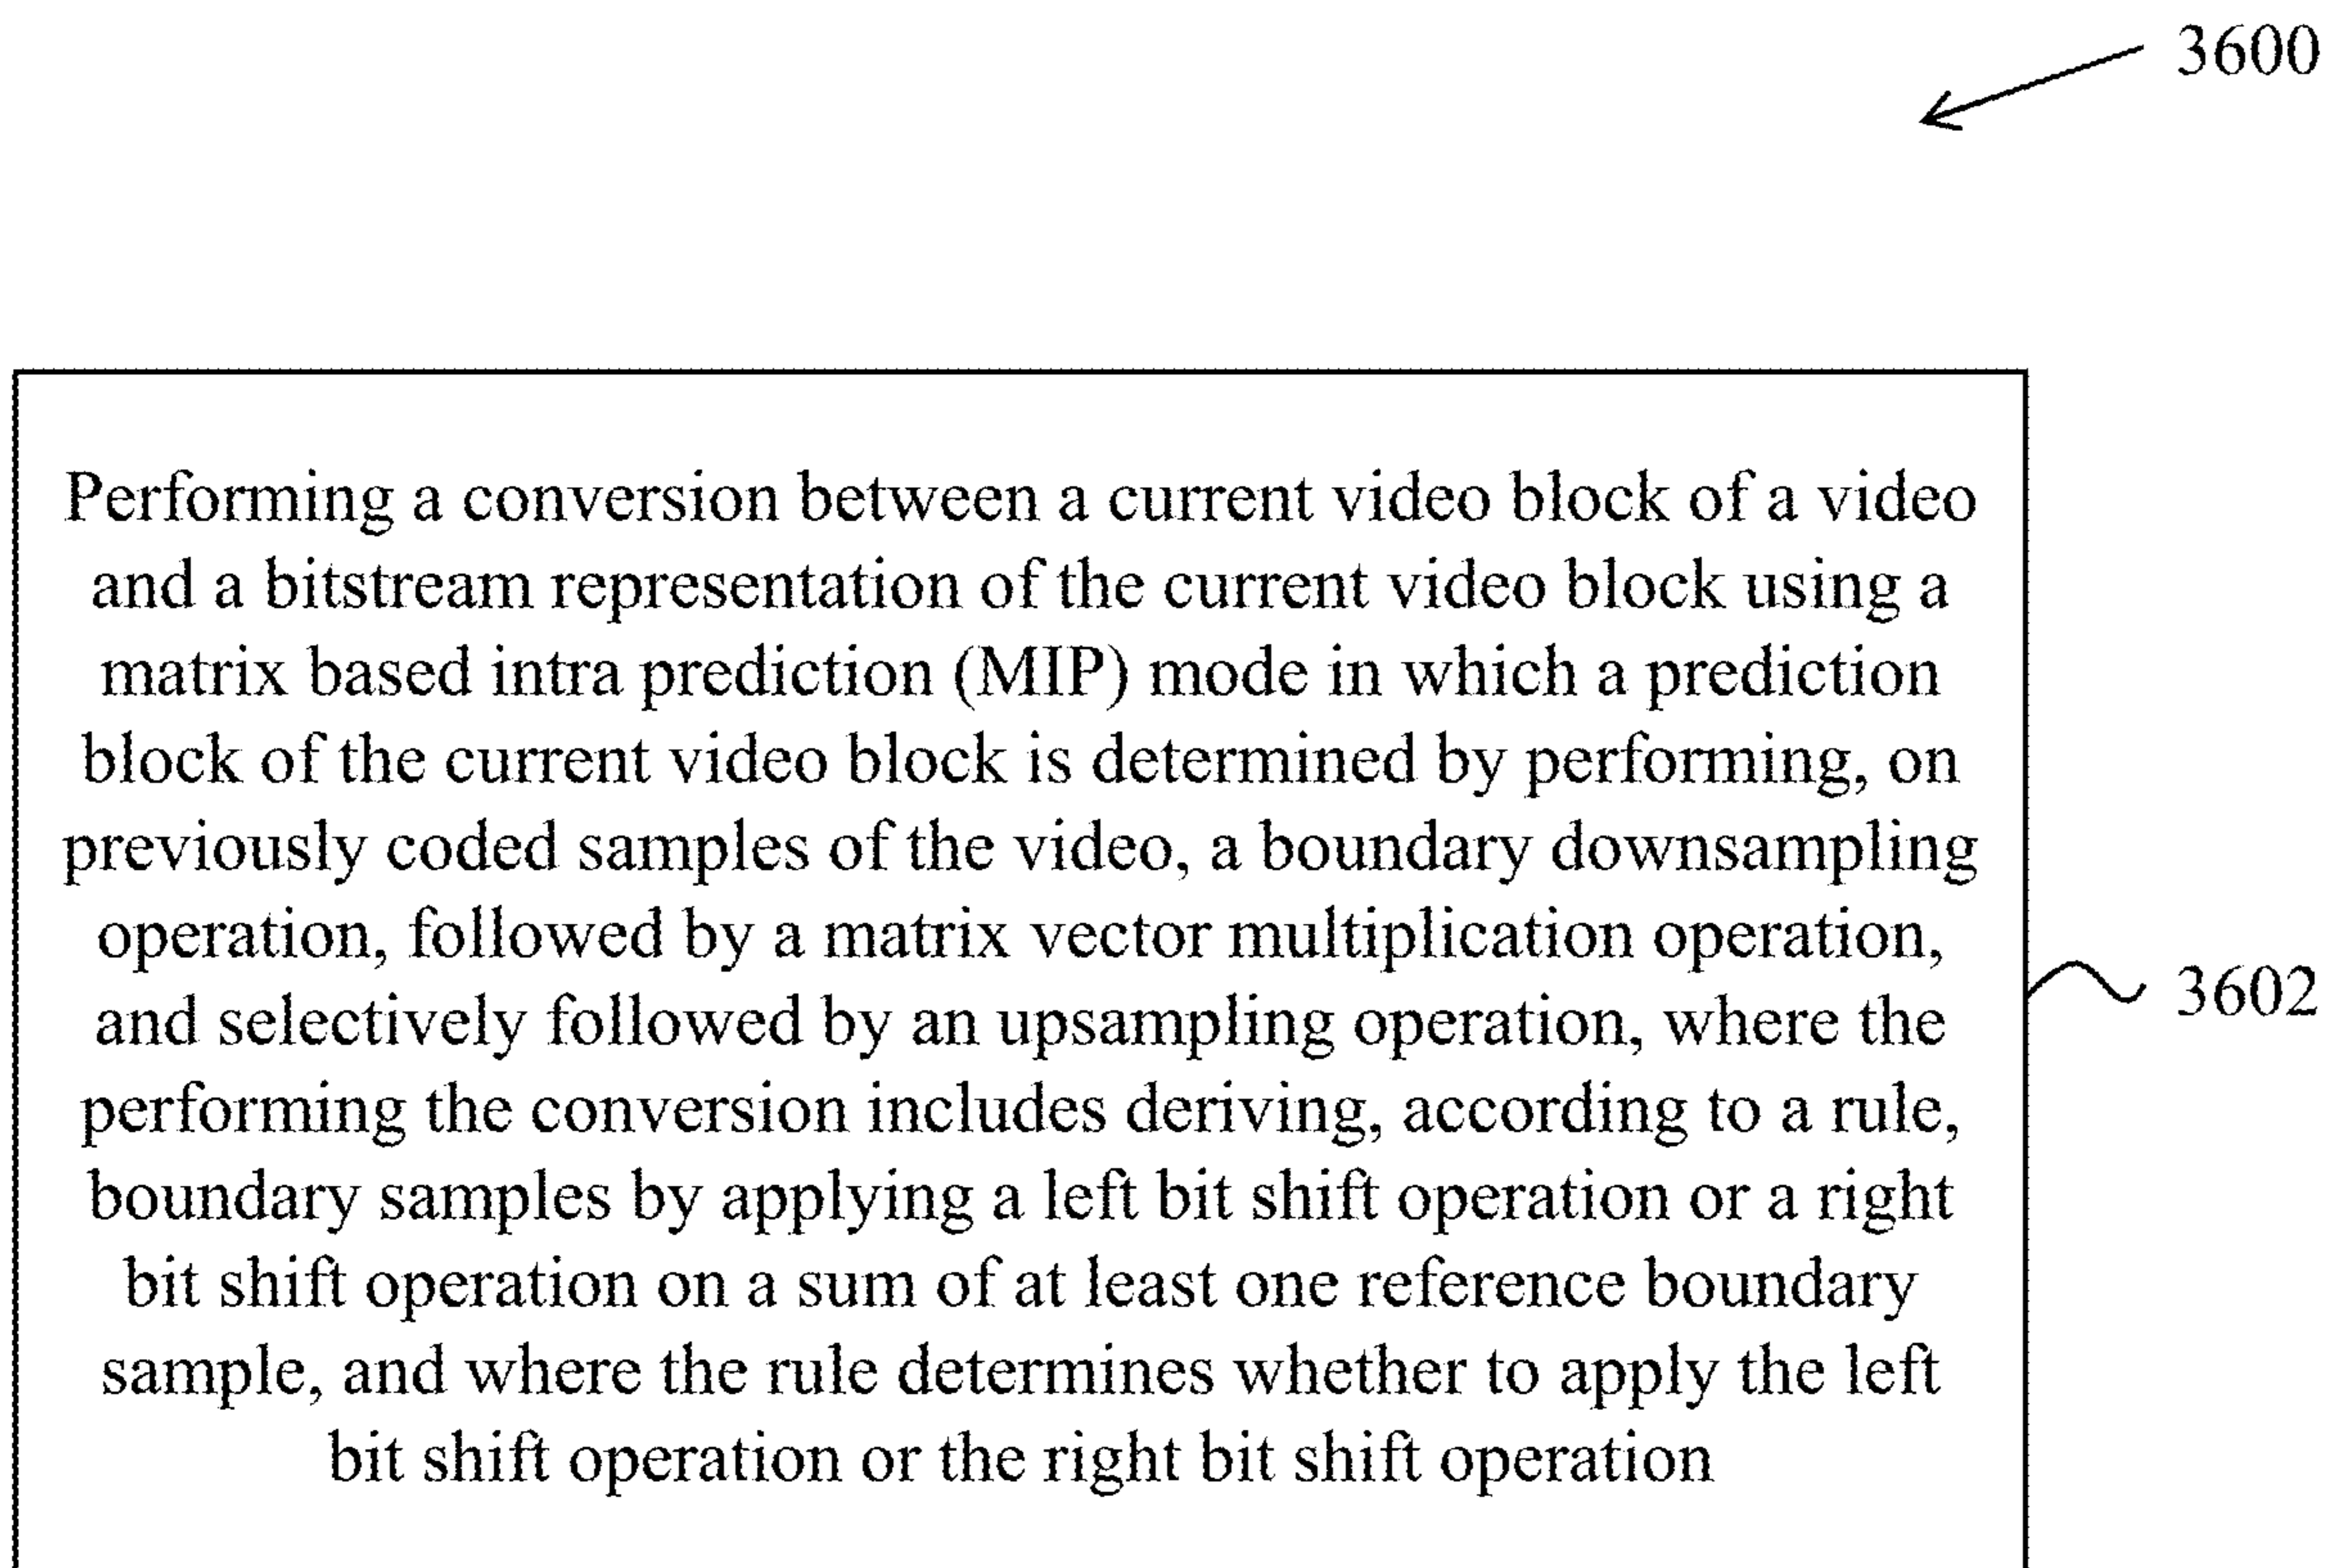 3600
Performing a conversion between a current video block of a video
and a bitstream representation of the current video block using a
matrix based intra prediction (MIP) mode in which a prediction
block of the current video block is determined by performing, on
previously coded samples of the video, a boundary downsampling
operation, followed by a matrix vector multiplication operation,
and selectively followed by an upsampling operation, where the
performing the conversion includes deriving, according to a rule,
boundary samples by applying a left bit shift operation or a right
bit shift operation on a sum of at least one reference boundary
sample, and where the rule determines whether to apply the left
bit shift operation or the right bit shift operation
3602